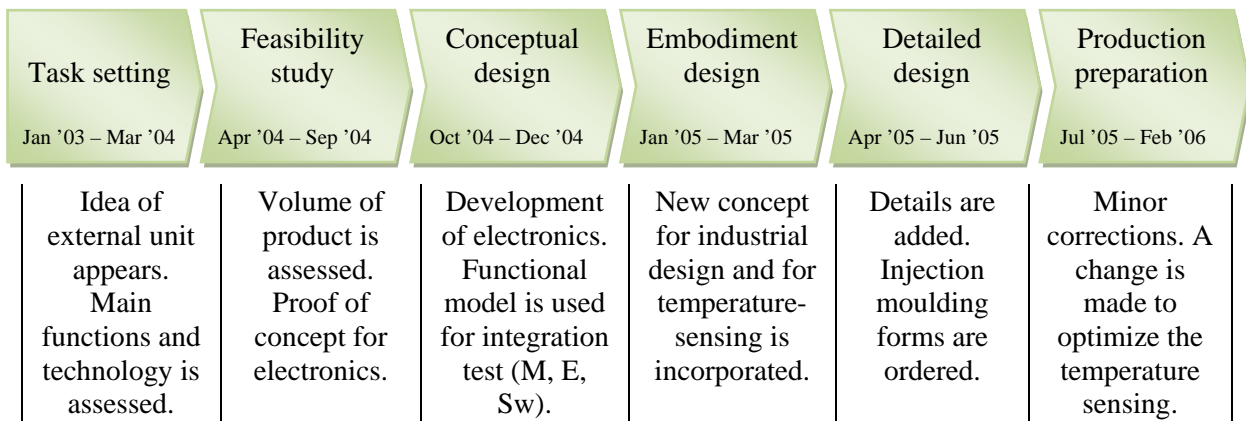 Task setting
Jan ’03 – Mar ’04
Feasibility
study
Apr ’04 – Sep ’04
Conceptual
design
Oct ’04 – Dec ’04
Embodiment
design
Jan ’05 – Mar ’05
Detailed
design
Apr ’05 – Jun ’05
Production
preparation
Jul ’05 – Feb ’06
Idea of
external unit
appears.
Main
functions and
technology is
assessed.
Volume of
product is
assessed.
Proof of
concept for
electronics.
Development
of electronics.
Functional
model is used
for integration
test (M, E,
Sw).
New concept
for industrial
design and for
temperature-
sensing is
incorporated.
Details are
added.
Injection
moulding
forms are
ordered.
Minor
corrections. A
change is
made to
optimize the
temperature
sensing.